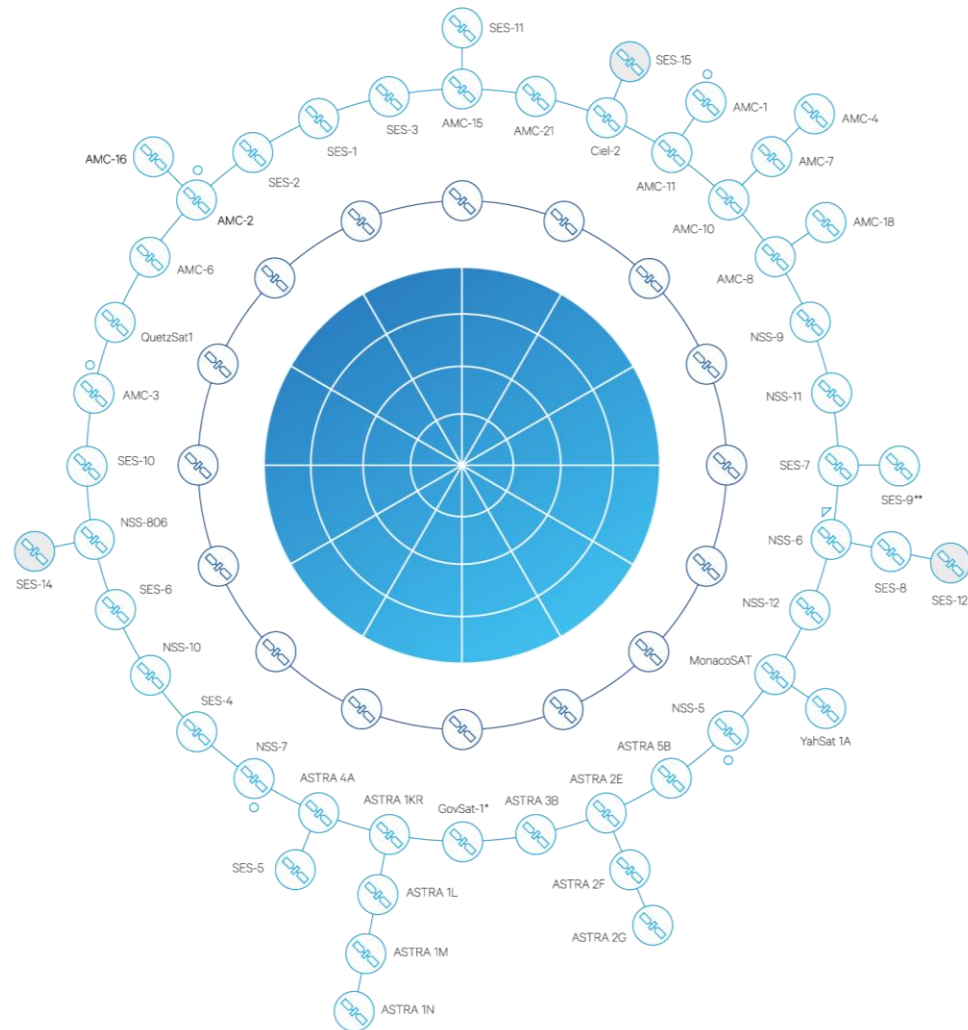 SES-11
SES-15
AMC-1
SES-3
AMC-15
AMC-21
AMC-4
Ciel-2
SES-1
AMC-16
AMC-7
SES-2
AMC-11
AMC-2
AMC-10
AMC-18
AMC-6
AMC-8
QuetzSat1
NSS-9
AMC-3
NSS-11
SES-10
SES-7
SES-9**
NSS-806
NSS-6
SES-14
SES-8
SES-12
SES-6
NSS-12
NSS-10
MonacoSAT
SES-4
NSS-5
YahSat 1A
NSS-7
ASTRA 5B
ASTRA 4A
ASTRA 2E
ASTRA 1KR
GovSat-1*
ASTRA 3B
SES-5
ASTRA 2F
ASTRA 1L
ASTRA 2G
ASTRA 1M
ASTRA 1N